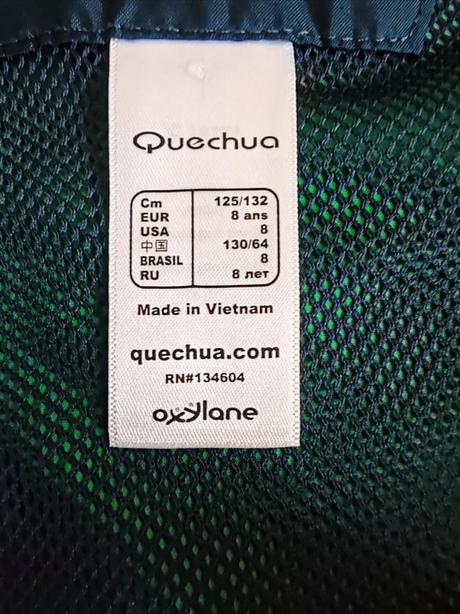 Quechua
Cm 125/132
EUR 8 ans
USA 8
中国 130/64
BRASIL 8
RU 8 лет
Made in Vietnam
quechua.com
RN#134604
oxylane